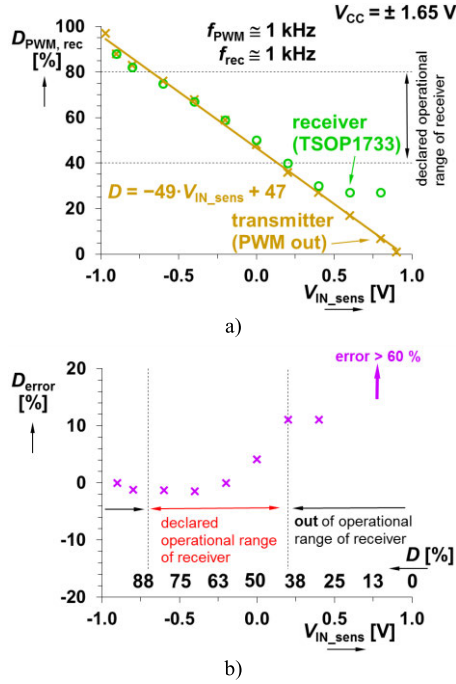 V_CC = ± 1.65 V
D_PWM, rec
[%]
f_PWM ≅ 1 kHz
f_rec ≅ 1 kHz
100
80
60
40
20
0
declared operational
range of receiver
receiver
(TSOP1733)
D = −49·V_IN_sens + 47
transmitter
(PWM out)
-1.0 -0.5 0.0 0.5 1.0
V_IN_sens [V]
a)
D_error
[%]
20
10
0
-10
-20
error > 60 %
declared
operational range
of receiver
out of operational
range of receiver
D [%]
88 75 63 50 38 25 13 0
-1.0 -0.5 0.0 0.5 1.0
V_IN_sens [V]
b)